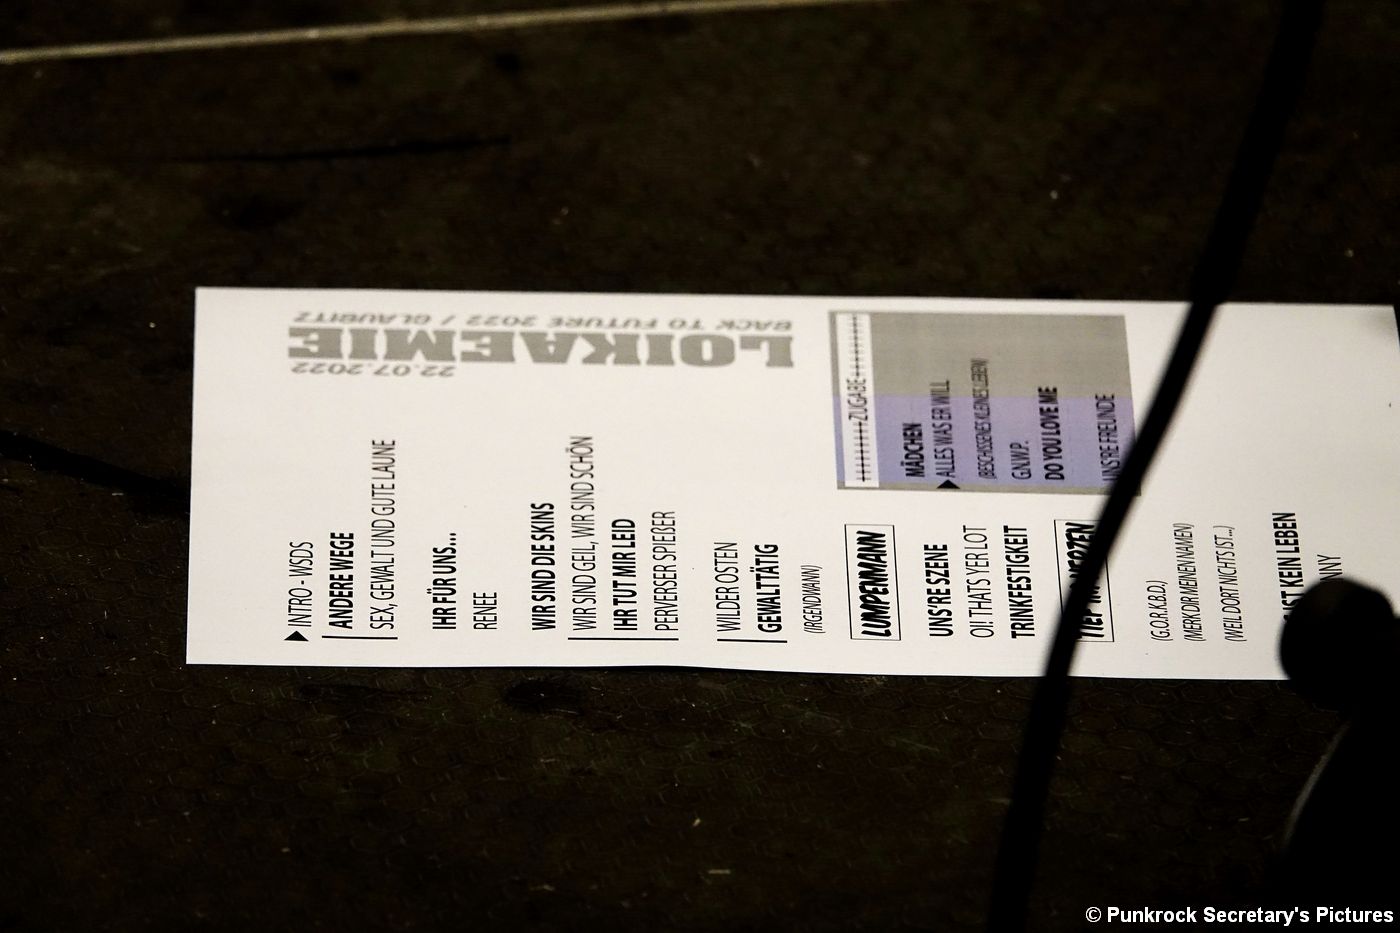 22.07.2022
LOIKAEMIE
BACK TO FUTURE 2022 / GLAUBITZ
INTRO - WSDS
ANDERE WEGE
SEX, GEWALT UND GUTE LAUNE
IHR FÜR UNS...
RENEE
WIR SIND DIE SKINS
WIR SIND GEIL, WIR SIND SCHÖN
IHR TUT MIR LEID
PERVERSER SPIEßER
WILDER OSTEN
GEWALTTÄTIG
(IRGENDWANN)
LUMPENMANN
UNS'RE SZENE
OI! THATS YER LOT
TRINKFESTIGKEIT
(G.O.R.K.B.D.)
(MERK DIR MEINEN NAMEN)
(WEIL DORT NICHTS IST...)
IST KEIN LEBEN
+++++++++ZUGABE+++++++++
MÄDCHEN
ALLES WAS ER WILL
(BESCHISSENES KLEINES LEBEN)
G.N.W.P.
DO YOU LOVE ME
UNS'RE FREUNDE
© Punkrock Secretary's Pictures